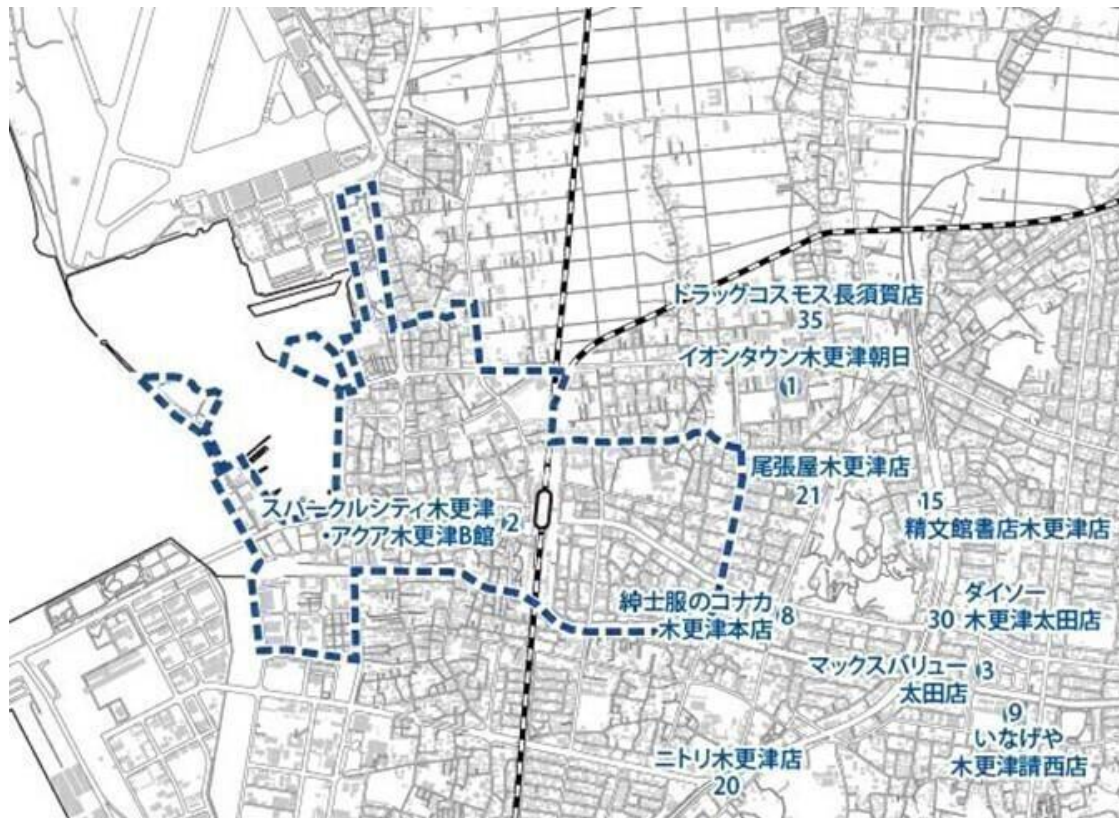 ドラッグコスモス長須賀店
35
イオンタウン木更津朝日
1
尾張屋木更津店
21
15
精文館書店木更津店
スパークルシティ木更津
・アクア木更津B館
2
紳士服のコナカ
木更津本店
8
ダイソー
30 木更津太田店
マックスバリュー
太田店
3
9
いなげや
木更津請西店
ニトリ木更津店
20